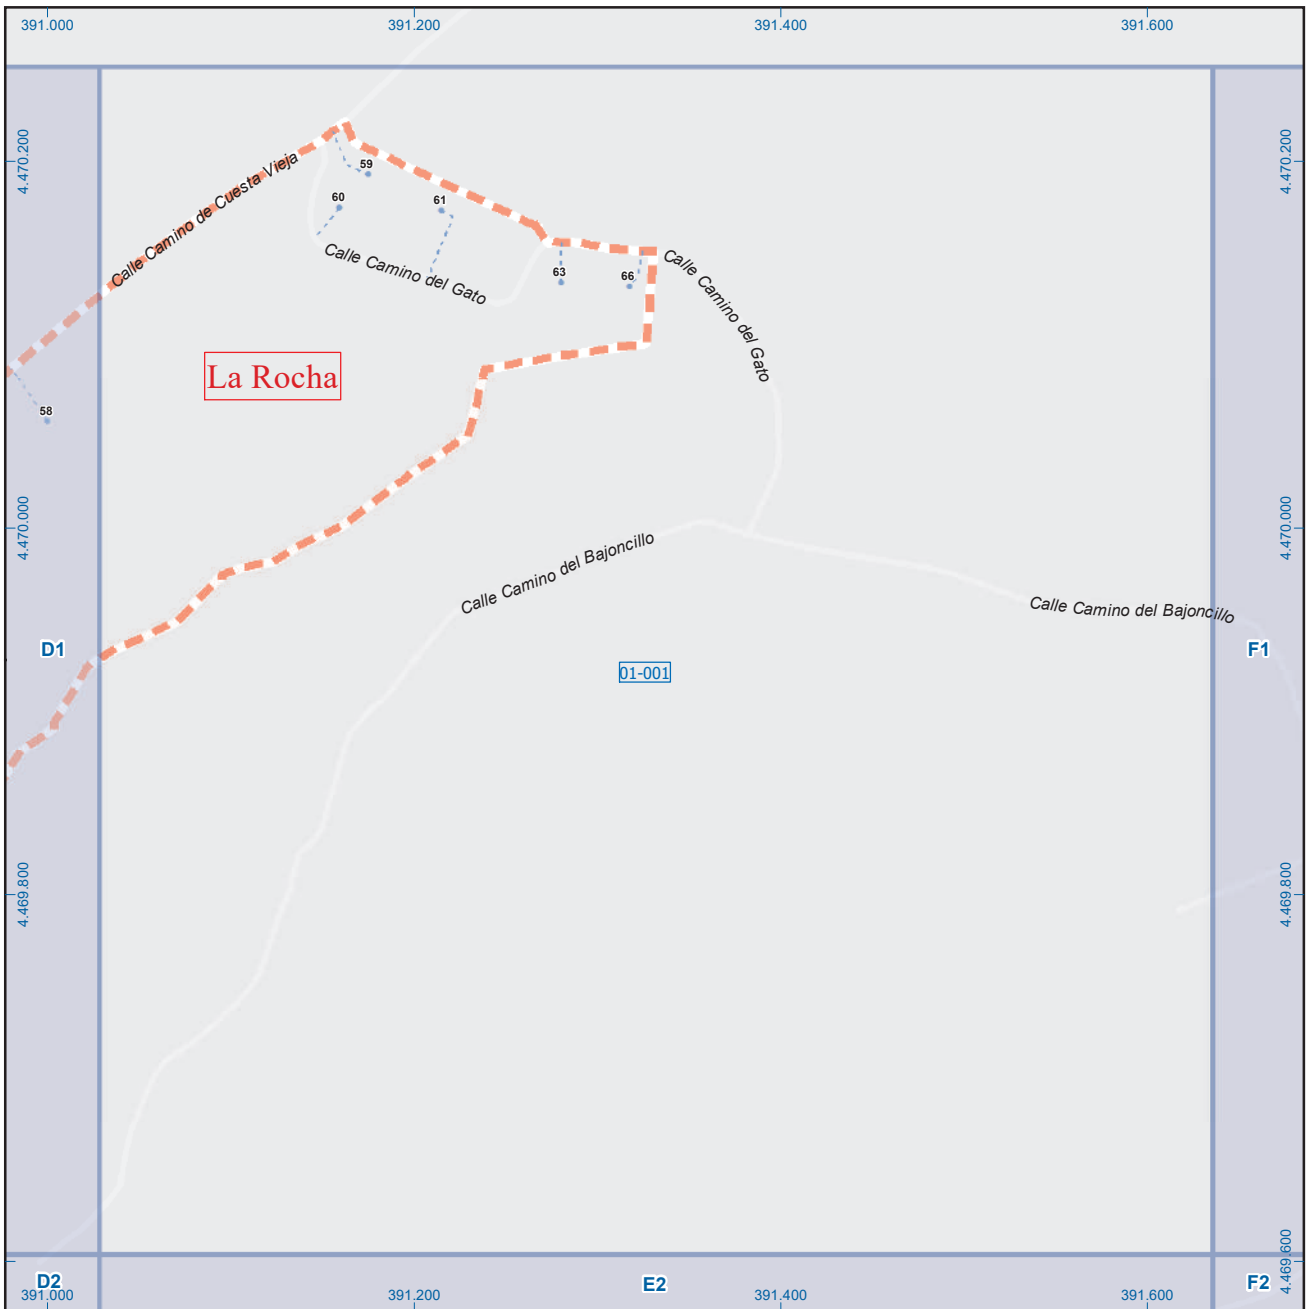 391.000
391.200
391.400
391.600
4.470.200
4.470.200
Calle Camino de Cuesta Vieja
59
60
61
Calle Camino del Gato
63
66
Calle Camino del Gato
La Rocha
58
4.470.000
4.470.000
Calle Camino del Bajoncillo
Calle Camino del Bajoncillo
D1
F1
01-001
4.469.800
4.469.800
4.469.600
D2
E2
F2
391.000
391.200
391.400
391.600